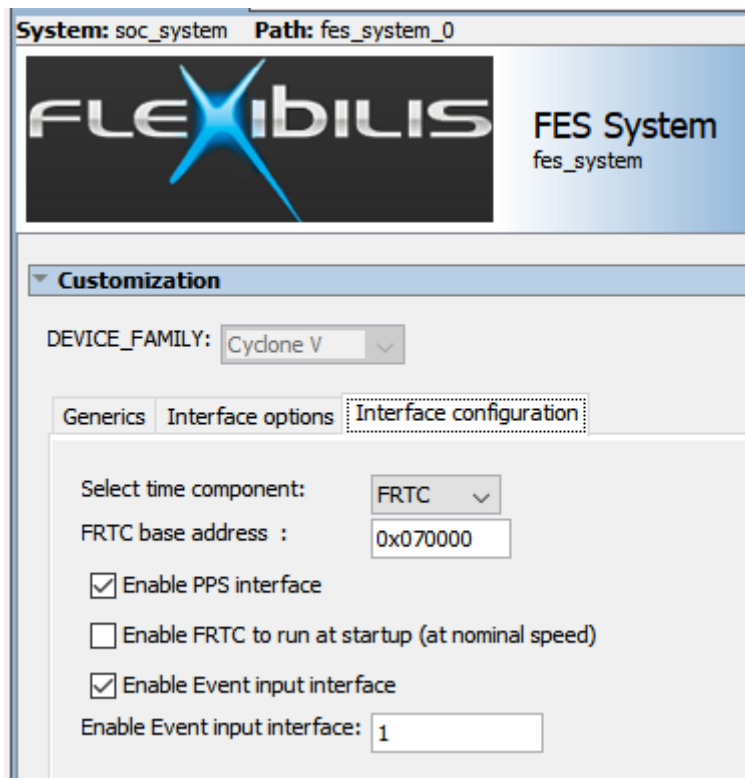 System: soc_system Path: fes_system_0
FLEXIBILIS
FES System
fes_system
Customization
DEVICE_FAMILY: Cyclone V
Generics Interface options Interface configuration
Select time component: FRTC
FRTC base address : 0x070000
Enable PPS interface
Enable FRTC to run at startup (at nominal speed)
Enable Event input interface
Enable Event input interface: 1